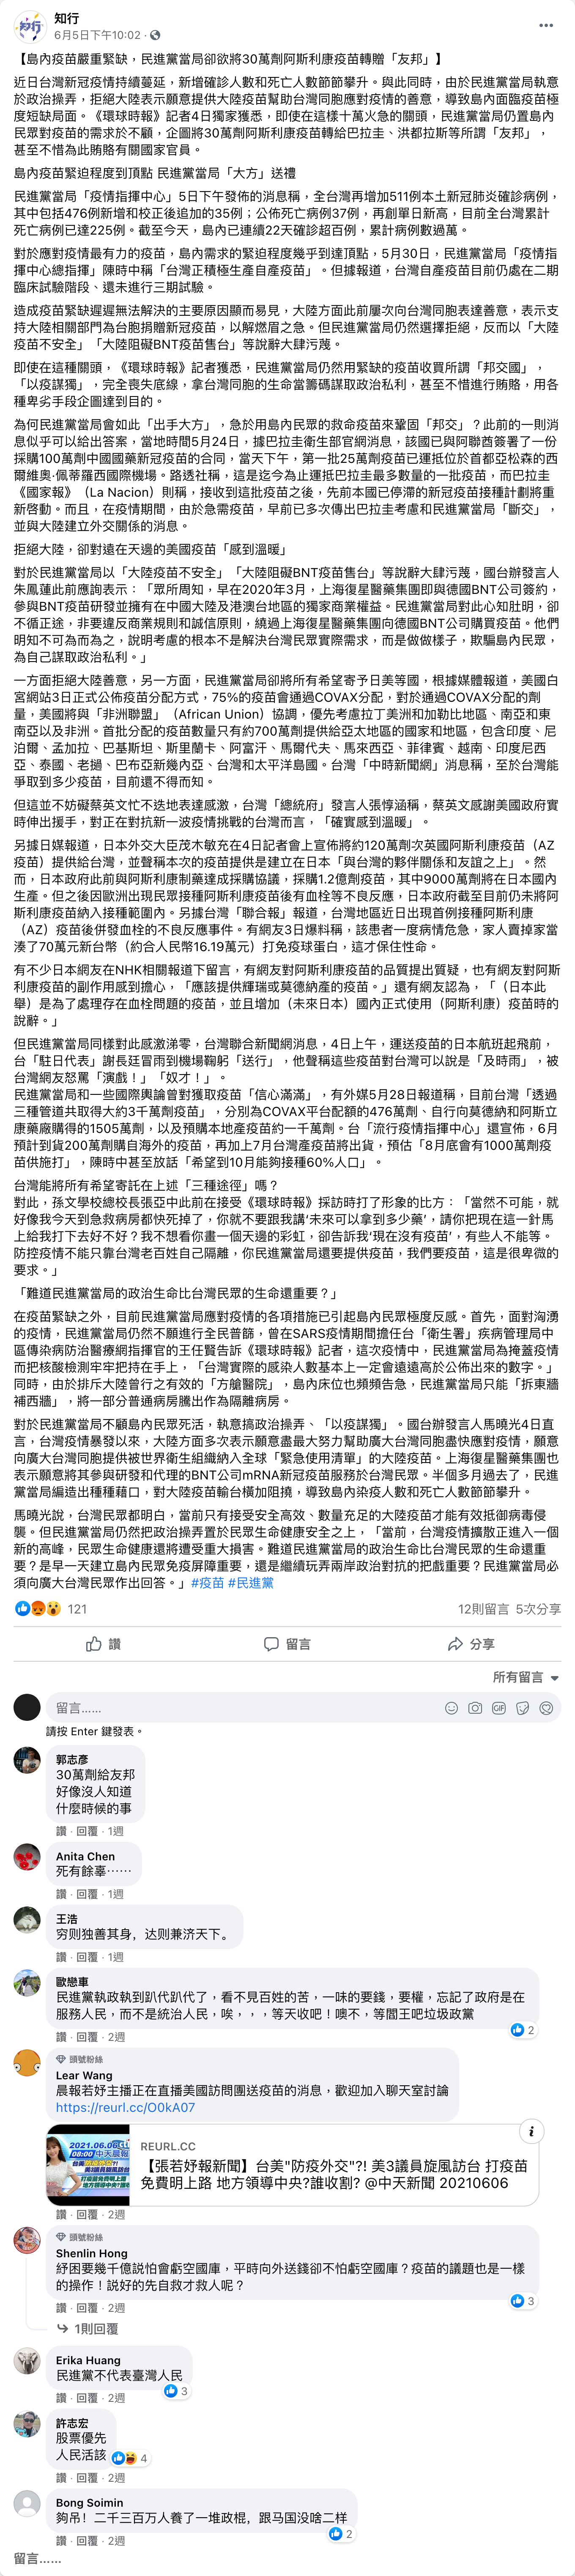 知行
6月5日下午10:02
【島內疫苗嚴重緊缺，民進黨當局卻欲將30萬劑阿斯利康疫苗轉贈「友邦」】
近日台灣新冠疫情持續蔓延，新增確診人數和死亡人數節節攀升。與此同時，由於民進黨當局執意
於政治操弄，拒絕大陸表示願意提供大陸疫苗幫助台灣同胞應對疫情的善意，導致島內面臨疫苗極
度短缺局面。《環球時報》記者4日獨家獲悉，即使在這樣十萬火急的關頭，民進黨當局仍置島內
民眾對疫苗的需求於不顧，企圖將30萬劑阿斯利康疫苗轉給巴拉圭、洪都拉斯等所謂「友邦」，
甚至不惜為此賄賂有關國家官員。
島內疫苗緊迫程度到頂點 民進黨當局「大方」送禮
民進黨當局「疫情指揮中心」5日下午發佈的消息稱，全台灣再增加511例本土新冠肺炎確診病例，
其中包括476例新增和校正後追加的35例；公佈死亡病例37例，再創單日新高，目前全台灣累計
死亡病例已達225例。截至今天，島內已連續22天確診超百例，累計病例數過萬。
對於應對疫情最有力的疫苗，島內需求的緊迫程度幾乎到達頂點，5月30日，民進黨當局「疫情指
揮中心總指揮」陳時中稱「台灣正積極生產自產疫苗」。但據報道，台灣自產疫苗目前仍處在二期
臨床試驗階段、還未進行三期試驗。
造成疫苗緊缺遲遲無法解決的主要原因顯而易見，大陸方面此前屢次向台灣同胞表達善意，表示支
持大陸相關部門為台胞捐贈新冠疫苗，以解燃眉之急。但民進黨當局仍然選擇拒絕，反而以「大陸
疫苗不安全」「大陸阻礙BNT疫苗售台」等說辭大肆污蔑。
即使在這種關頭，《環球時報》記者獲悉，民進黨當局仍然用緊缺的疫苗收買所謂「邦交國」，
「以疫謀獨」，完全喪失底線，拿台灣同胞的生命當籌碼謀取政治私利，甚至不惜進行賄賂，用各
種卑劣手段企圖達到目的。
為何民進黨當局會如此「出手大方」，急於用島內民眾的救命疫苗來鞏固「邦交」？此前的一則消
息似乎可以給出答案，當地時間5月24日，據巴拉圭衛生部官網消息，該國已與阿聯酋簽署了一份
採購100萬劑中國國藥新冠疫苗的合同，當天下午，第一批25萬劑疫苗已運抵位於首都亞松森的西
爾維奧·佩蒂羅西國際機場。路透社稱，這是迄今為止運抵巴拉圭最多數量的一批疫苗，而巴拉圭
《國家報》（La Nacion）則稱，接收到這批疫苗之後，先前本國已停滯的新冠疫苗接種計劃將重
新啓動。而且，在疫情期間，由於急需疫苗，早前已多次傳出巴拉圭考慮和民進黨當局「斷交」，
並與大陸建立外交關係的消息。
拒絕大陸，卻對遠在天邊的美國疫苗「感到溫暖」
對於民進黨當局以「大陸疫苗不安全」「大陸阻礙BNT疫苗售台」等說辭大肆污蔑，國台辦發言人
朱鳳蓮此前應詢表示：「眾所周知，早在2020年3月，上海復星醫藥集團即與德國BNT公司簽約，
參與BNT疫苗研發並擁有在中國大陸及港澳台地區的獨家商業權益。民進黨當局對此心知肚明，卻
不循正途，非要違反商業規則和誠信原則，繞過上海復星醫藥集團向德國BNT公司購買疫苗。他們
明知不可為而為之，說明考慮的根本不是解決台灣民眾實際需求，而是做做樣子，欺騙島內民眾，
為自己謀取政治私利。」
一方面拒絕大陸善意，另一方面，民進黨當局卻將所有希望寄予日美等國，根據媒體報道，美國白
宮網站3日正式公佈疫苗分配方式，75%的疫苗會通過COVAX分配，對於通過COVAX分配的劑
量，美國將與「非洲聯盟」（African Union）協調，優先考慮拉丁美洲和加勒比地區、南亞和東
南亞以及非洲。首批分配的疫苗數量只有約700萬劑提供給亞太地區的國家和地區，包含印度、尼
泊爾、孟加拉、巴基斯坦、斯里蘭卡、阿富汗、馬爾代夫、馬來西亞、菲律賓、越南、印度尼西
亞、泰國、老撾、巴布亞新幾內亞、台灣和太平洋島國。台灣「中時新聞網」消息稱，至於台灣能
爭取到多少疫苗，目前還不得而知。
但這並不妨礙蔡英文忙不迭地表達感激，台灣「總統府」發言人張惇涵稱，蔡英文感謝美國政府實
時伸出援手，對正在對抗新一波疫情挑戰的台灣而言，「確實感到溫暖」。
另據日媒報道，日本外交大臣茂木敏充在4日記者會上宣佈將約120萬劑次英國阿斯利康疫苗（AZ
疫苗）提供給台灣，並聲稱本次的疫苗提供是建立在日本「與台灣的夥伴關係和友誼之上」。然
而，日本政府此前與阿斯利康制藥達成採購協議，採購1.2億劑疫苗，其中9000萬劑將在日本國內
生產。但之後因歐洲出現民眾接種阿斯利康後有血栓等不良反應，日本政府截至目前仍未將阿斯
利康疫苗納入接種範圍內。另據台灣「聯合報」報道，台灣地區近日出現首例接種阿斯利康
（AZ）疫苗後併發血栓的不良反應事件。有網友3日爆料稱，該患者一度病情危急，家人賣掉家當
湊了70萬元新台幣（約合人民幣16.19萬元）打免疫球蛋白，這才保住性命。
有不少日本網友在NHK相關報道下留言，有網友對阿斯利康疫苗的品質提出質疑，也有網友對阿斯
利康疫苗的副作用感到擔心，「應該提供輝瑞或莫德納產的疫苗。」還有網友認為，「（日本此
舉）是為了處理存在血栓問題的疫苗，並且增加（未來日本）國內正式使用（阿斯利康）疫苗時的
說辭。」
但民進黨當局同樣對此感激涕零，台灣聯合新聞網消息，4日上午，運送疫苗的日本航班起飛前，
台「駐日代表」謝長廷冒雨到機場鞠躬「送行」，他聲稱這些疫苗對台灣可以說是「及時雨」，被
台灣網友怒罵「演戲！」「奴才！」。
民進黨當局和一些國際輿論曾對獲取疫苗「信心滿滿」，有外媒5月28日報道稱，目前台灣「透過
三種管道共取得大約3千萬劑疫苗」，分別為COVAX平台配額的476萬劑、自行向莫德納和阿斯立
康藥廠購得的1505萬劑，以及預購本地產疫苗約一千萬劑。台「流行疫情指揮中心」還宣佈，6月
預計到貨200萬劑購自海外的疫苗，再加上7月台灣產疫苗將出貨，預估「8月底會有1000萬劑疫
苗供施打」，陳時中甚至放話「希望到10月能夠接種60%人口」。
台灣能將所有希望寄託在上述「三種途徑」嗎？
對此，孫文學校總校長張亞中此前在接受《環球時報》採訪時打了形象的比方：「當然不可能，就
好像我今天到急救病房都快死掉了，你就不要跟我講‘未來可以拿到多少藥’，請你把現在這一針馬
上給我打下去好不好？我不想看你畫一個天邊的彩虹，卻告訴我‘現在沒有疫苗’，有些人不能等。
防控疫情不能只靠台灣老百姓自己隔離，你民進黨當局還要提供疫苗，我們要疫苗，這是很卑微的
要求。」
「難道民進黨當局的政治生命比台灣民眾的生命還重要？」
在疫苗緊缺之外，目前民進黨當局應對疫情的各項措施已引起島內民眾極度反感。首先，面對洶湧
的疫情，民進黨當局仍然不願進行全民普篩，曾在SARS疫情期間擔任台「衛生署」疾病管理局中
區傳染病防治醫療網指揮官的王任賢告訴《環球時報》記者，這次疫情中，民進黨當局為掩蓋疫情
而把核酸檢測牢牢把持在手上，「台灣實際的感染人數基本上一定會遠遠高於公佈出來的數字。」
同時，由於排斥大陸曾行之有效的「方艙醫院」，島內床位也頻頻告急，民進黨當局只能「拆東牆
補西牆」，將一部分普通病房騰出作為隔離病房。
對於民進黨當局不顧島內民眾死活，執意搞政治操弄、「以疫謀獨」。國台辦發言人馬曉光4日直
言，台灣疫情暴發以來，大陸方面多次表示願意盡最大努力幫助廣大台灣同胞盡快應對疫情，願意
向廣大台灣同胞提供被世界衛生組織納入全球「緊急使用清單」的大陸疫苗。上海復星醫藥集團也
表示願意將其參與研發和代理的BNT公司mRNA新冠疫苗服務於台灣民眾。半個多月過去了，民進
黨當局編造出種種藉口，對大陸疫苗輸台橫加阻撓，導致島內染疫人數和死亡人數節節攀升。
馬曉光說，台灣民眾都明白，當前只有接受安全高效、數量充足的大陸疫苗才能有效抵御病毒侵
襲。但民進黨當局仍然把政治操弄置於民眾生命健康安全之上，「當前，台灣疫情擴散正進入一個
新的高峰，民眾生命健康還將遭受重大損害。難道民進黨當局的政治生命比台灣民眾的生命還重
要？是早一天建立島內民眾免疫屏障重要，還是繼續玩弄兩岸政治對抗的把戲重要？民進黨當局必
須向廣大台灣民眾作出回答。」#疫苗 #民進黨
121
12則留言 5次分享
讚 留言 分享
所有留言
留言……
GIF
請按 Enter 鍵發表。
郭志彥
30萬劑給友邦
好像沒人知道
什麼時候的事
讚 · 回覆 · 1週
Anita Chen
死有餘辜⋯⋯
讚 · 回覆 · 1週
王浩
穷则独善其身，达则兼济天下。
讚 · 回覆 · 1週
歐戀車
民進黨執政執到趴代趴代了，看不見百姓的苦，一味的要錢，要權，忘記了政府是在
服務人民，而不是統治人民，唉，，，等天收吧！噢不，等閻王吧垃圾政黨
2
讚 · 回覆 · 2週
頭號粉絲
Lear Wang
晨報若妤主播正在直播美國訪問團送疫苗的消息，歡迎加入聊天室討論
https://reurl.cc/O0kA07
2021.06.06
REURL.CC
【張若妤報新聞】台美"防疫外交"?! 美3議員旋風訪台 打疫苗
免費明上路 地方領導中央?誰收割? @中天新聞 20210606
讚 · 回覆 · 2週
頭號粉絲
Shenlin Hong
紓困要幾千億説怕會虧空國庫，平時向外送錢卻不怕虧空國庫？疫苗的議題也是一樣
的操作！説好的先自救才救人呢？
3
讚 · 回覆 · 2週
1則回覆
Erika Huang
民進黨不代表臺灣人民
3
讚 · 回覆 · 2週
許志宏
股票優先
人民活該
4
讚 · 回覆 · 2週
Bong Soimin
夠吊！二千三百万人養了一堆政棍，跟马国没啥二样
2
讚 · 回覆 · 2週
留言……